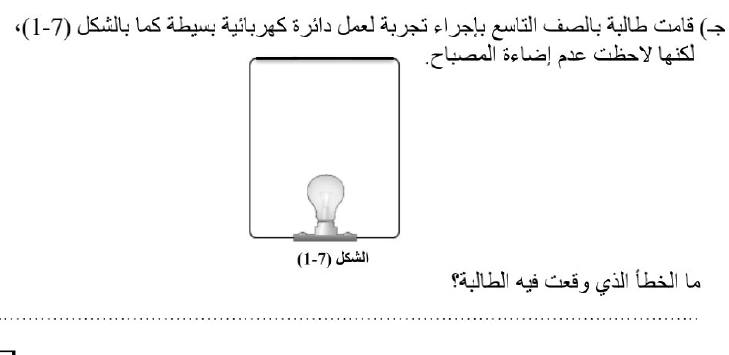 جـ) قامت طالبة بالصف التاسع بإجراء تجربة لعمل دائرة كهربائية بسيطة كما بالشكل (7-1)،
لكنها لاحظت عدم إضاءة المصباح.
الشكل (7-1)
ما الخطأ الذي وقعت فيه الطالبة؟